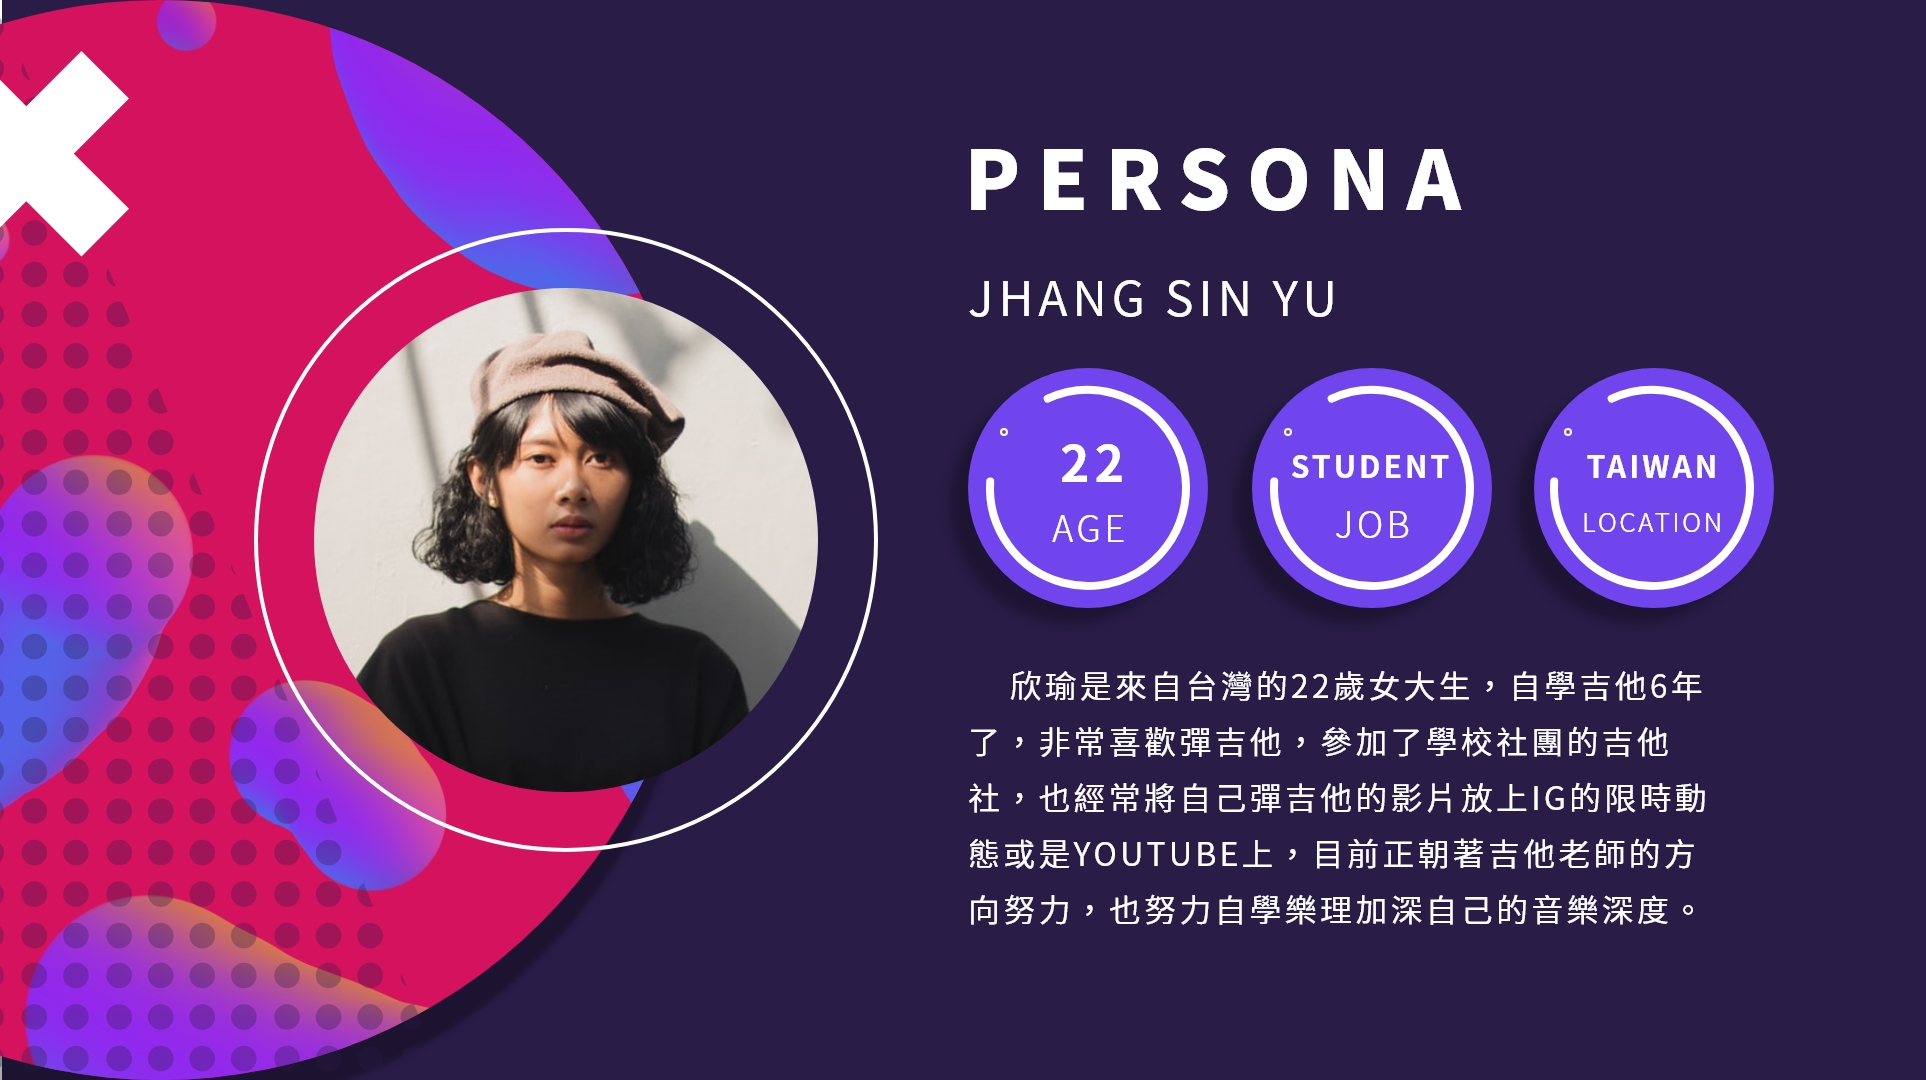 PERSONA
JHANG SIN YU
22
AGE
STUDENT
JOB
TAIWAN
LOCATION
欣瑜是來自台灣的22歲女大生，自學吉他6年
了，非常喜歡彈吉他，參加了學校社團的吉他
社，也經常將自己彈吉他的影片放上IG的限時動
態或是YOUTUBE上，目前正朝著吉他老師的方
向努力，也努力自學樂理加深自己的音樂深度。